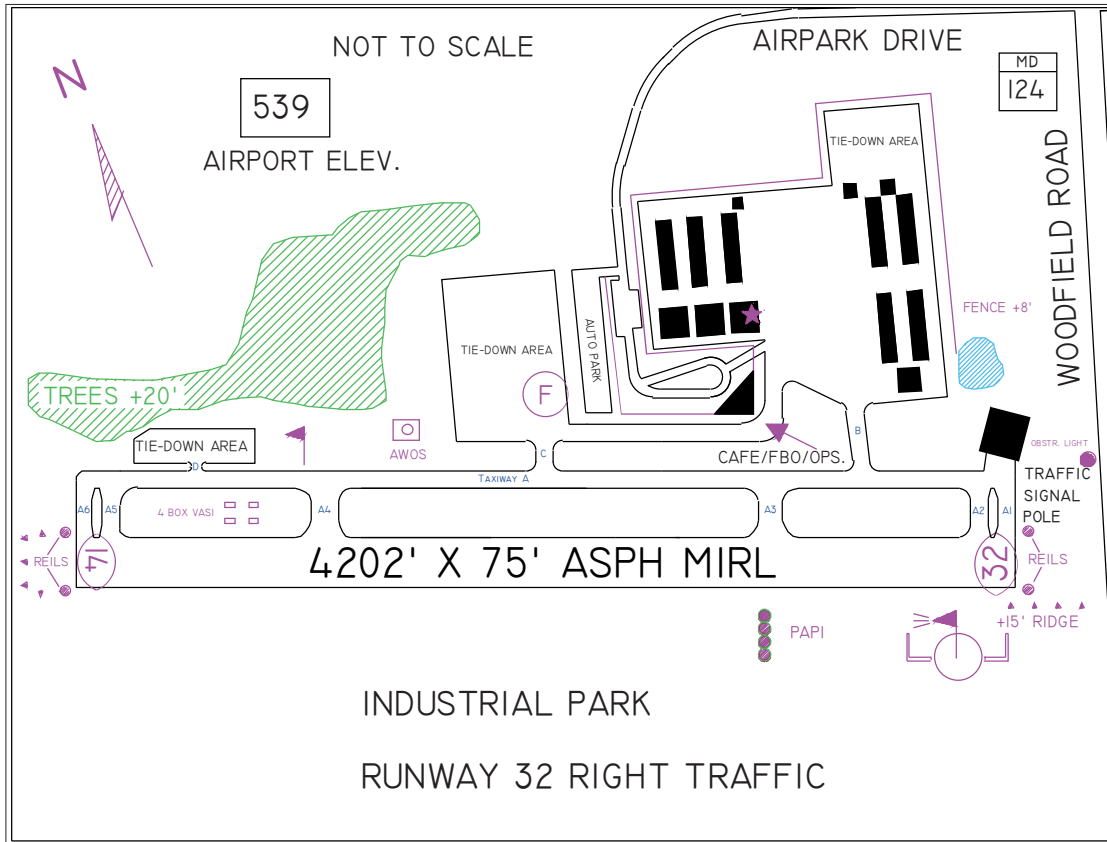 NOT TO SCALE
AIRPARK DRIVE
N
MD
124
539
AIRPORT ELEV.
WOODFIELD ROAD
TIE-DOWN AREA
FENCE +8'
AUTO PARK
TIE-DOWN AREA
F
TREES +20'
TIE-DOWN AREA
AWOS
D
C
B
CAFE/FBO/OPS.
OBSTR. LIGHT
TRAFFIC
SIGNAL
POLE
TAXIWAY A
A6
A5
4 BOX VASI
A4
A3
A2
A1
REILS
14
4202' X 75' ASPH MIRL
32
REILS
PAPI
+15' RIDGE
INDUSTRIAL PARK
RUNWAY 32 RIGHT TRAFFIC